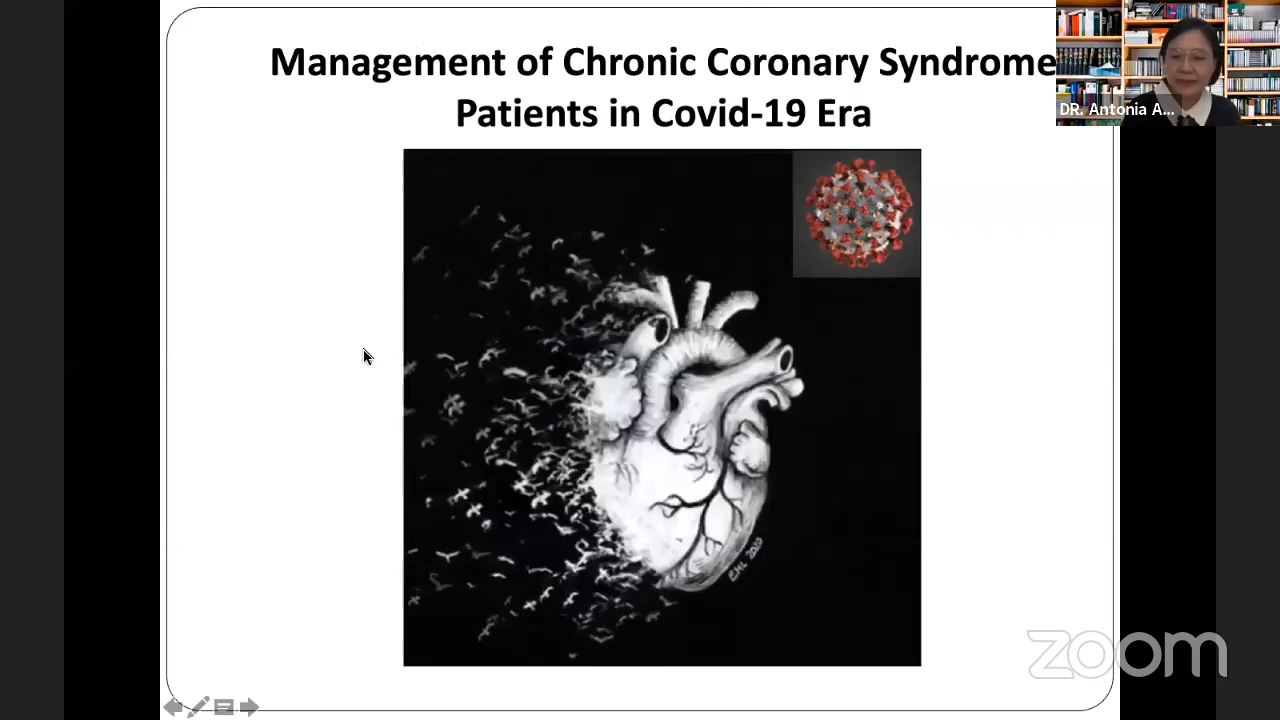 Management of Chronic Coronary Syndrome
Patients in Covid-19 Era
DR. Antonia A...
EHL 2020
zoom